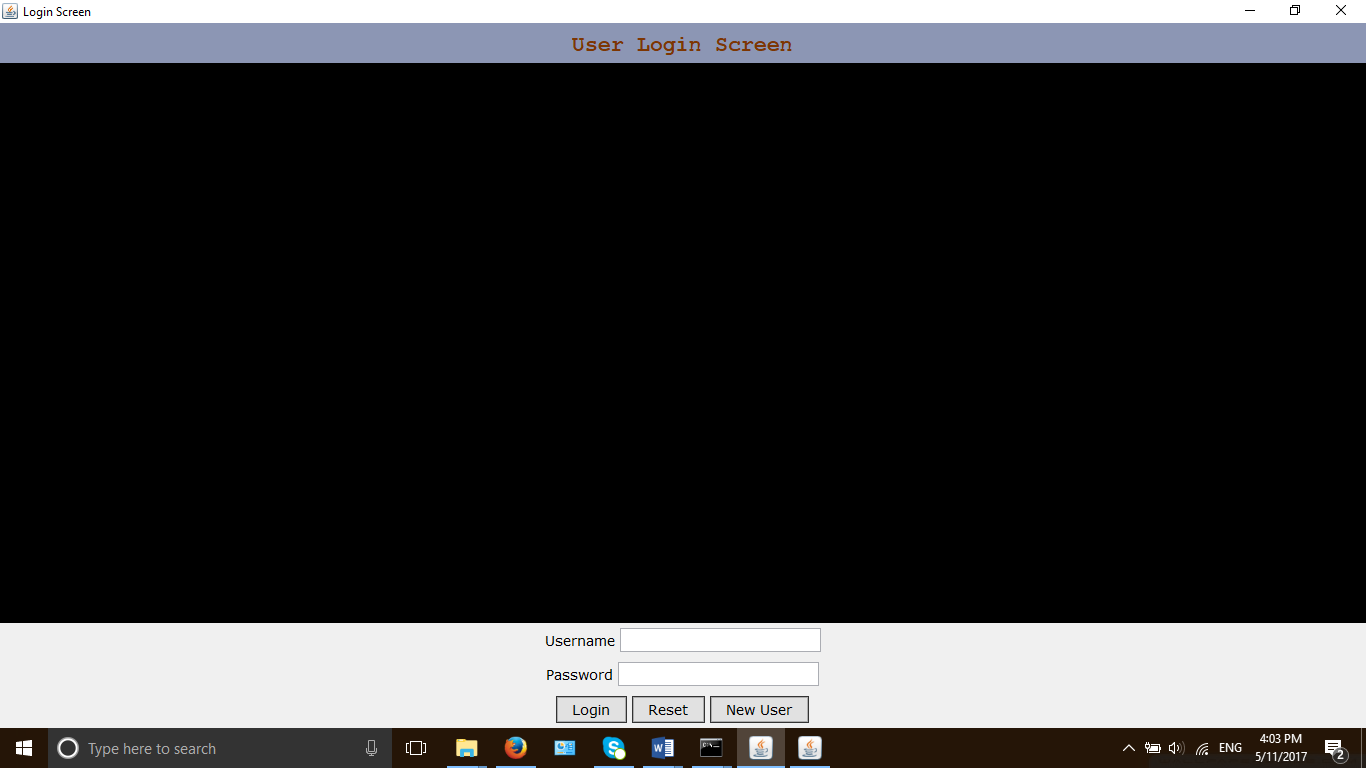 Login Screen
User Login Screen
Username
Password
Login Reset New User
Type here to search
ENG
4:03 PM
5/11/2017
2